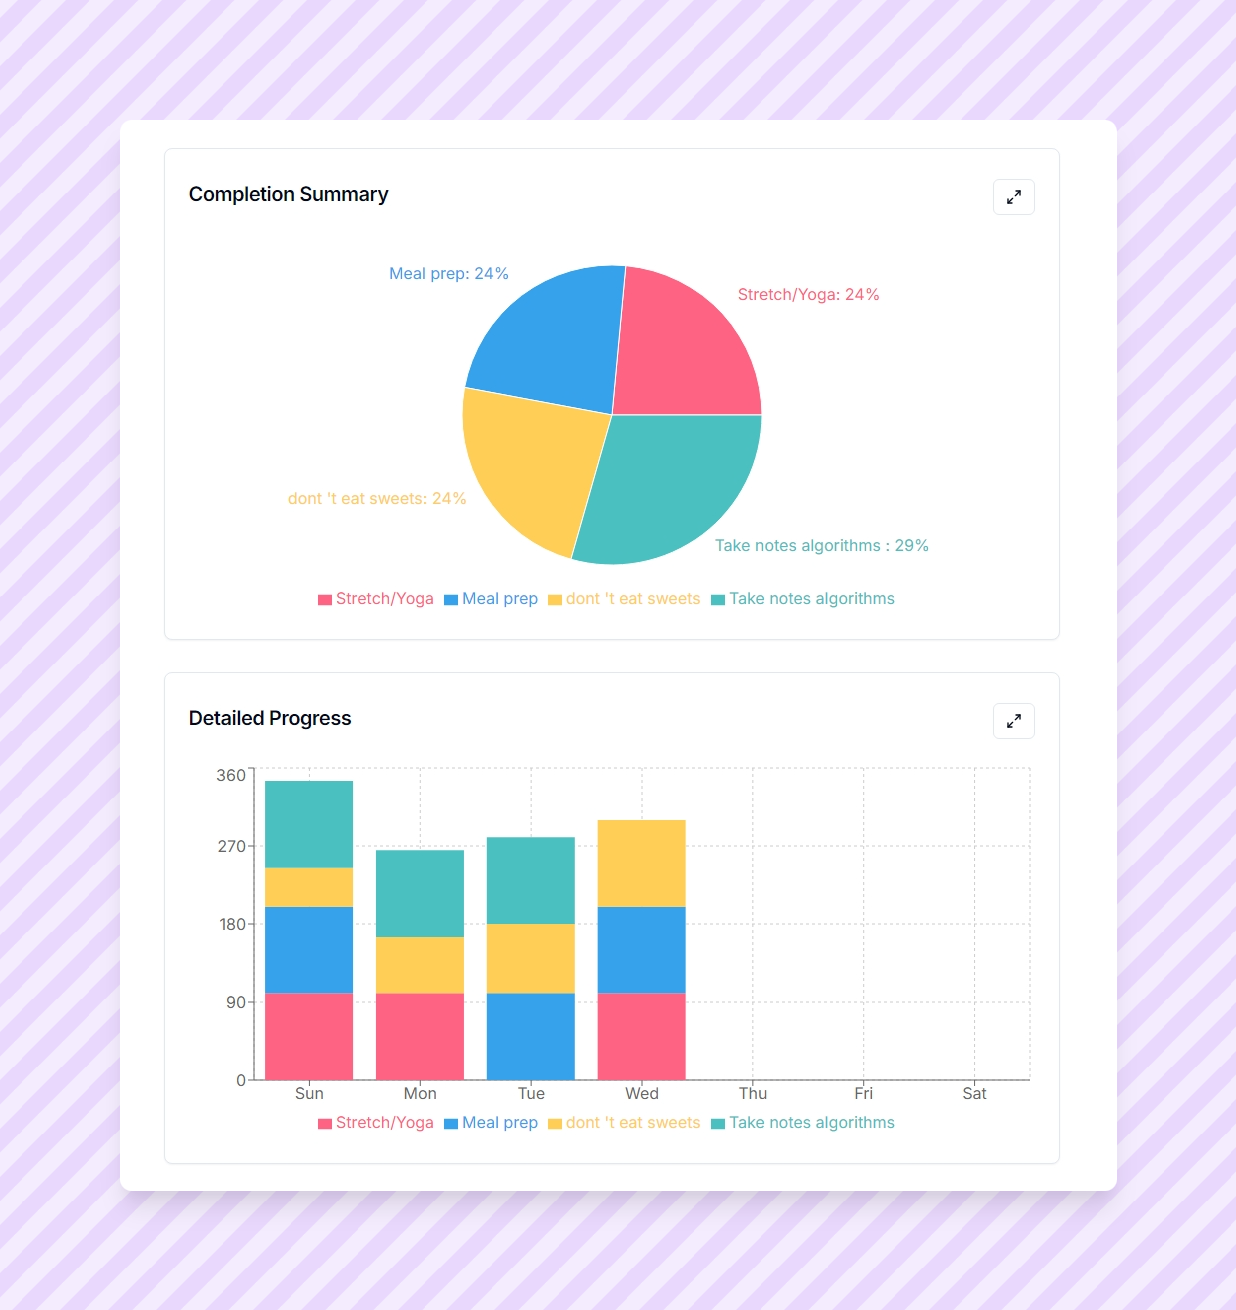 Completion Summary
Meal prep: 24%
Stretch/Yoga: 24%
dont 't eat sweets: 24%
Take notes algorithms : 29%
Stretch/Yoga Meal prep dont 't eat sweets Take notes algorithms
Detailed Progress
360
270
180
90
0
Sun Mon Tue Wed Thu Fri Sat
Stretch/Yoga Meal prep dont 't eat sweets Take notes algorithms